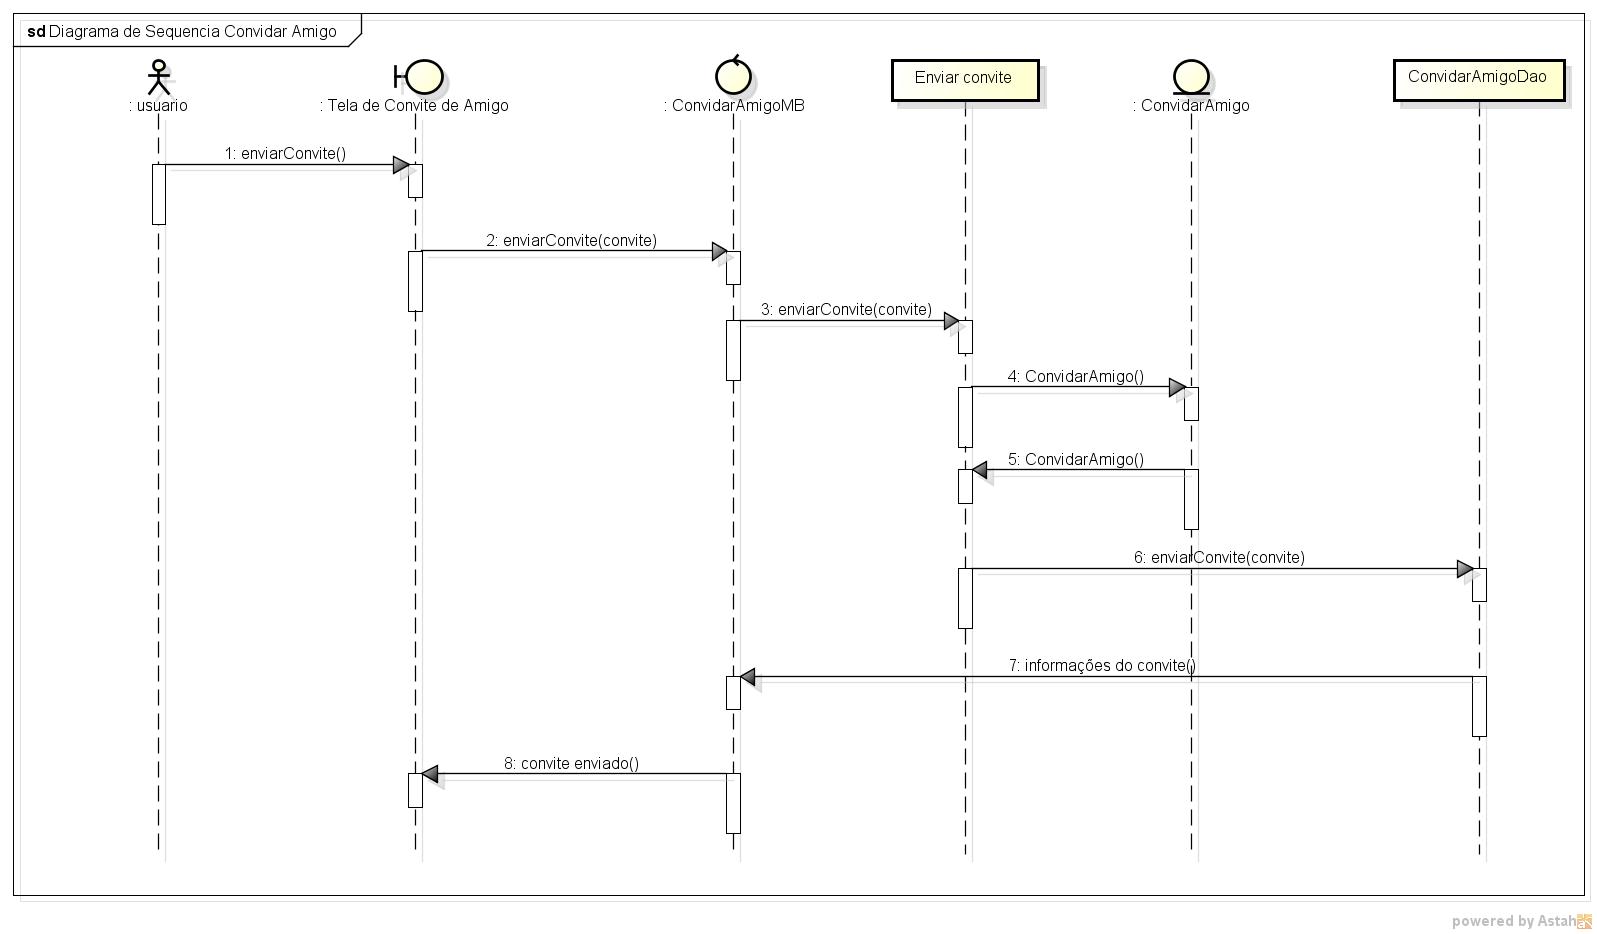 sd Diagrama de Sequencia Convidar Amigo
: usuario
: Tela de Convite de Amigo
: ConvidarAmigoMB
Enviar convite
: ConvidarAmigo
ConvidarAmigoDao
1: enviarConvite()
2: enviarConvite(convite)
3: enviarConvite(convite)
4: ConvidarAmigo()
5: ConvidarAmigo()
6: enviarConvite(convite)
7: informações do convite()
8: convite enviado()
powered by Astah